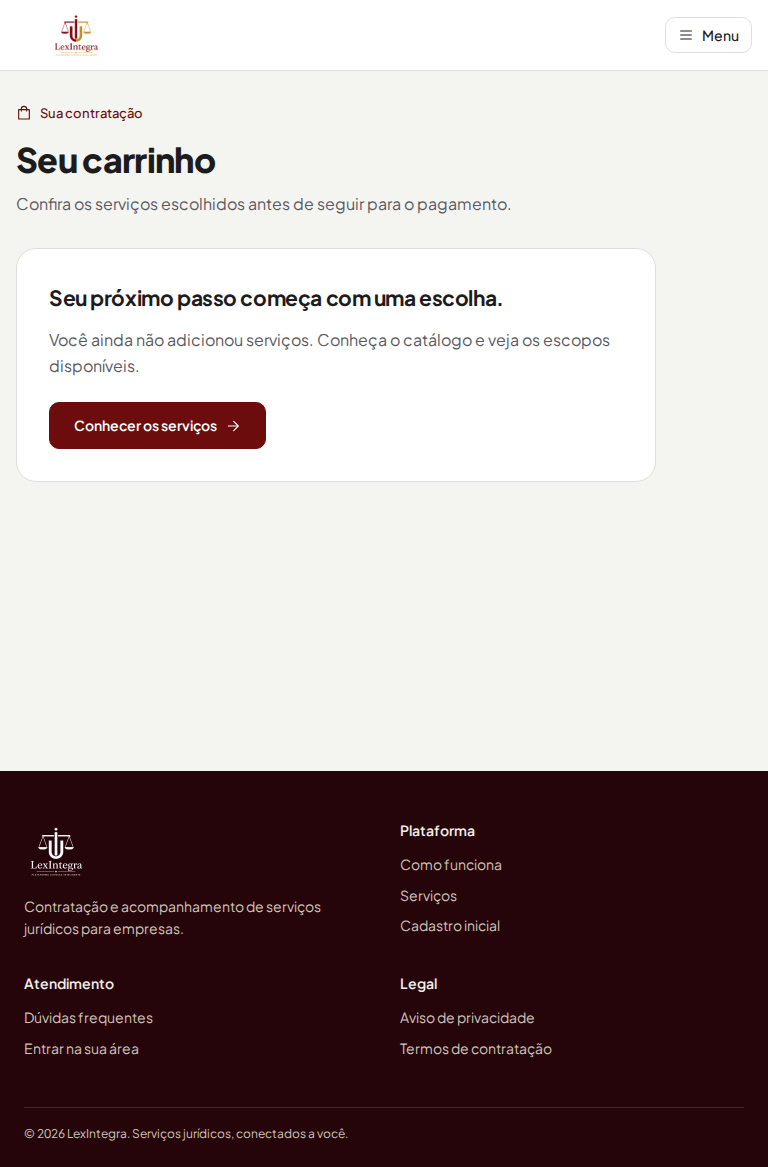 LexIntegra
Menu
Sua contratação
Seu carrinho
Confira os serviços escolhidos antes de seguir para o pagamento.
Seu próximo passo começa com uma escolha.
Você ainda não adicionou serviços. Conheça o catálogo e veja os escopos
disponíveis.
Conhecer os serviços
LexIntegra
Contratação e acompanhamento de serviços
jurídicos para empresas.
Plataforma
Como funciona
Serviços
Cadastro inicial
Atendimento
Dúvidas frequentes
Entrar na sua área
Legal
Aviso de privacidade
Termos de contratação
© 2026 LexIntegra. Serviços jurídicos, conectados a você.